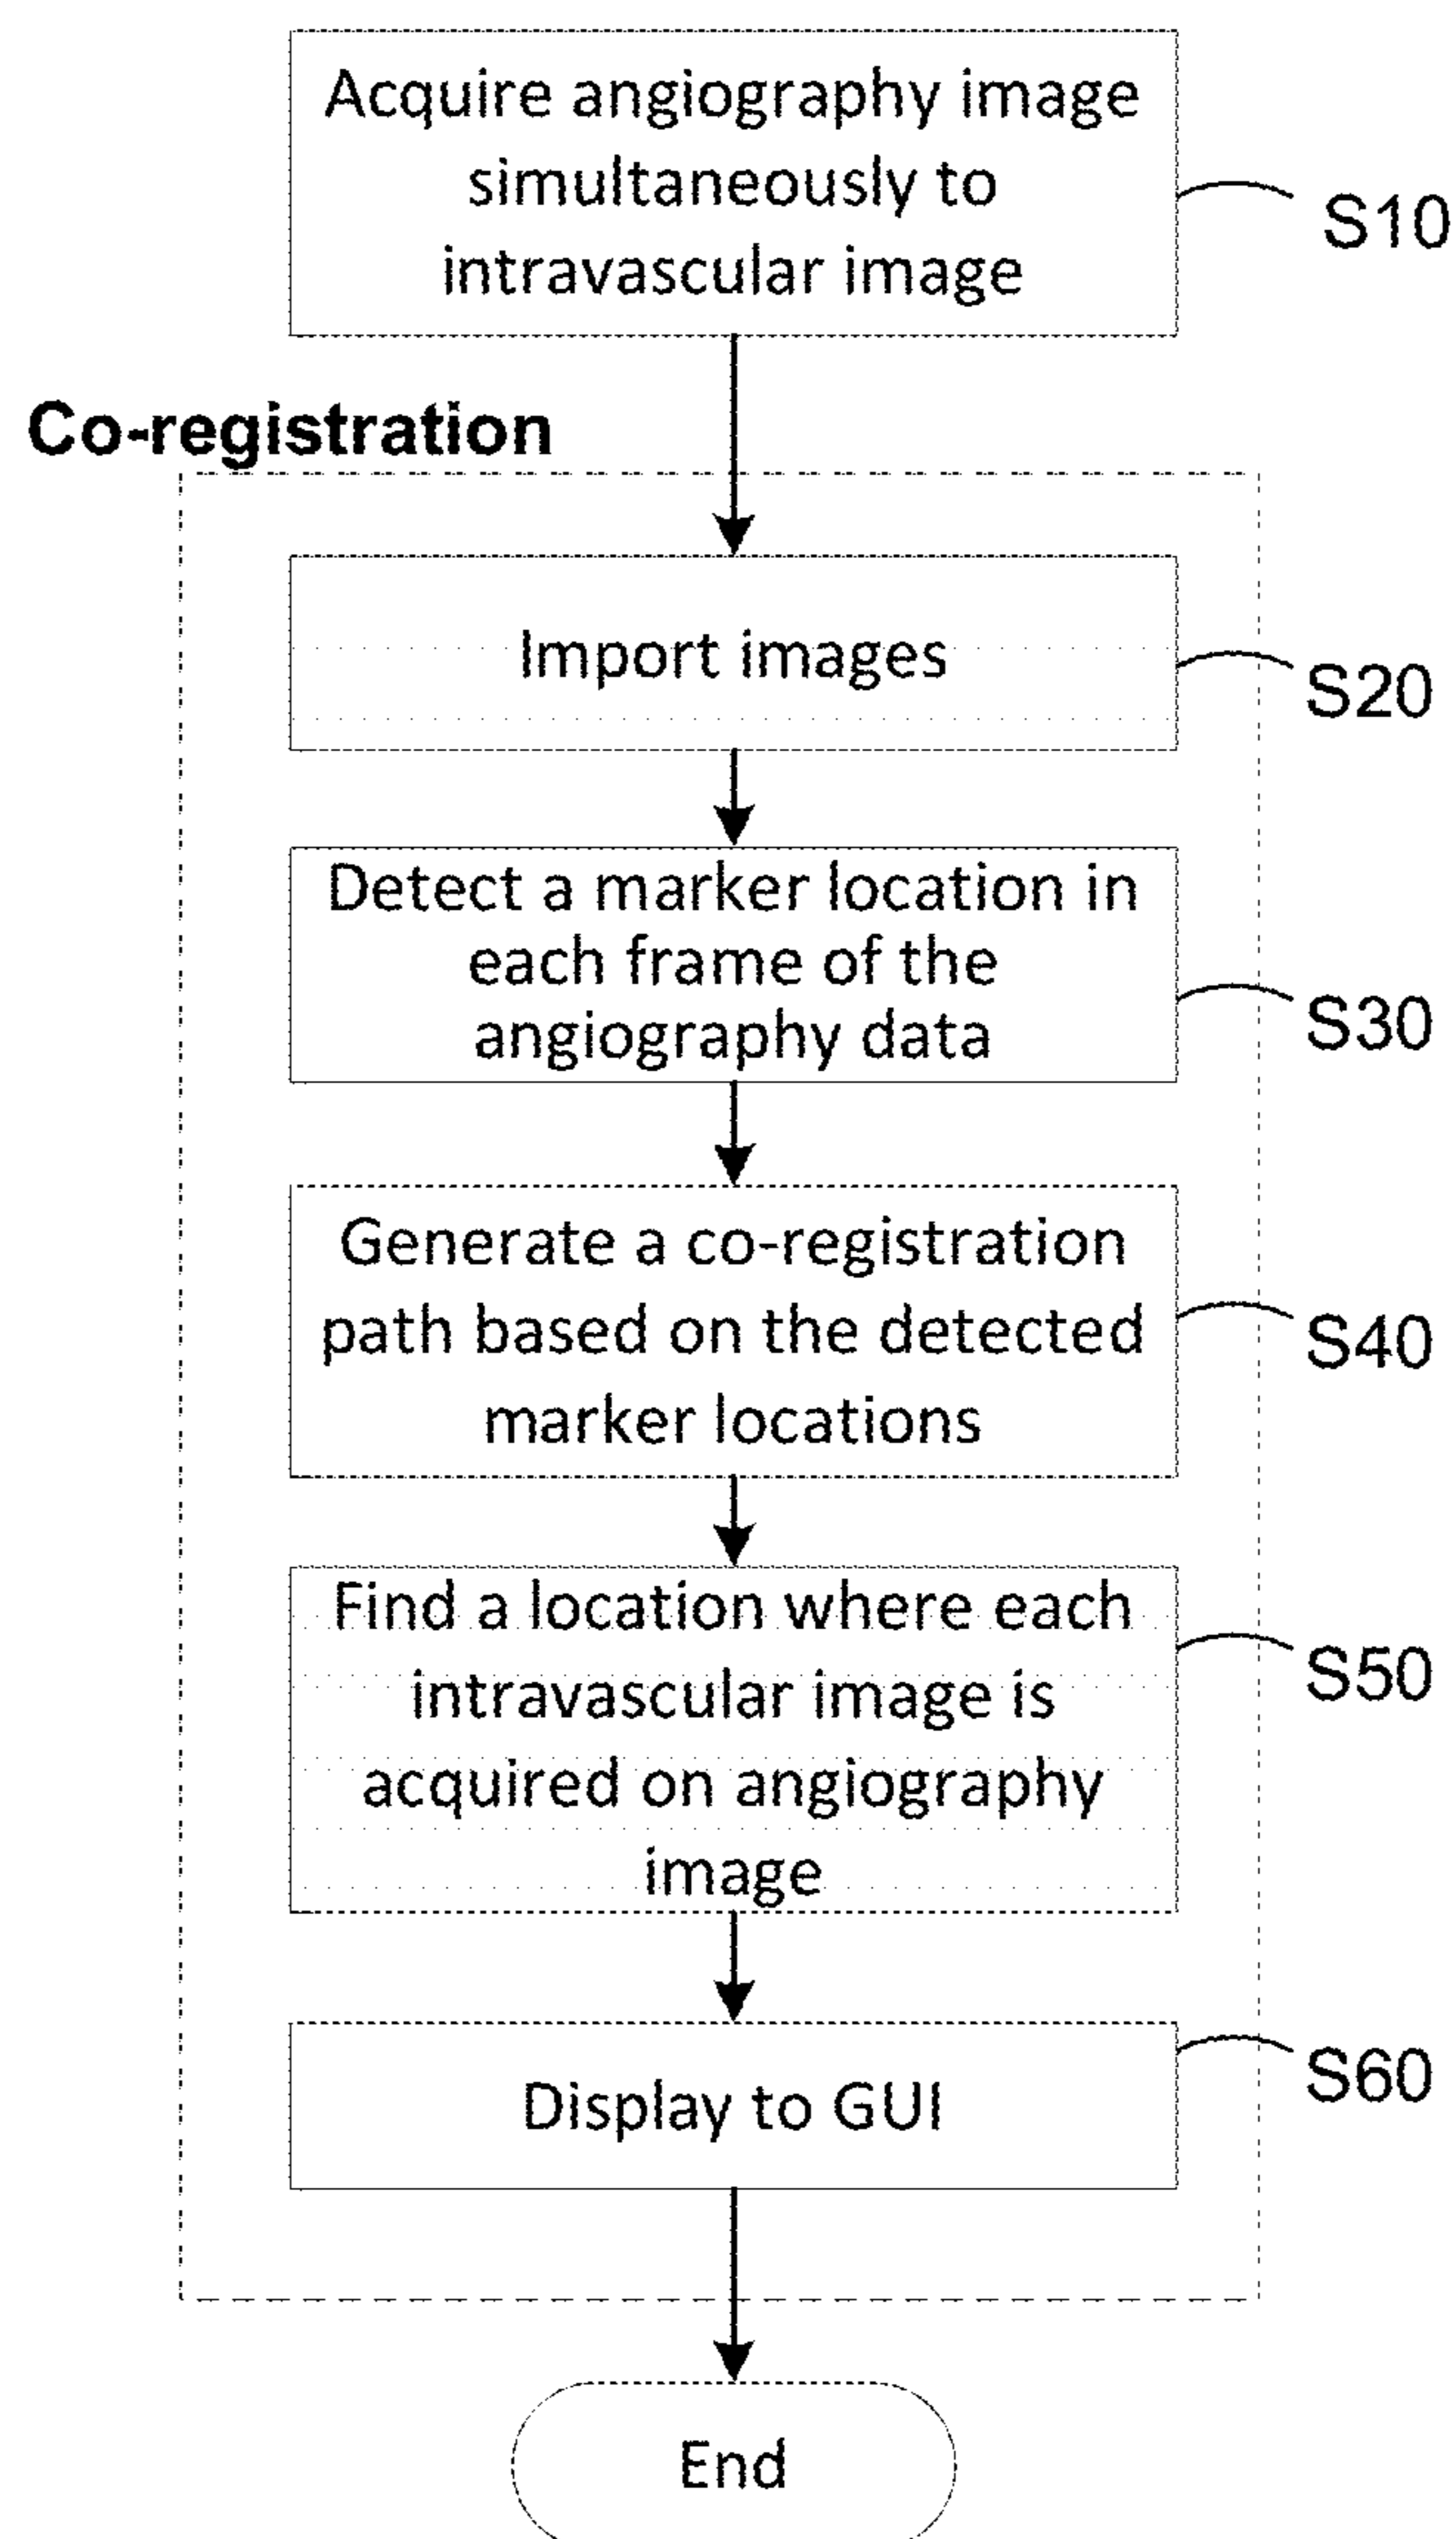 Acquire angiography image
simultaneously to
intravascular image
S10
Co-registration
Import images
S20
Detect a marker location in
each frame of the
angiography data
S30
Generate a co-registration
path based on the detected
marker locations
S40
Find a location where each
intravascular image is
acquired on angiography
image
S50
Display to GUI
S60
End